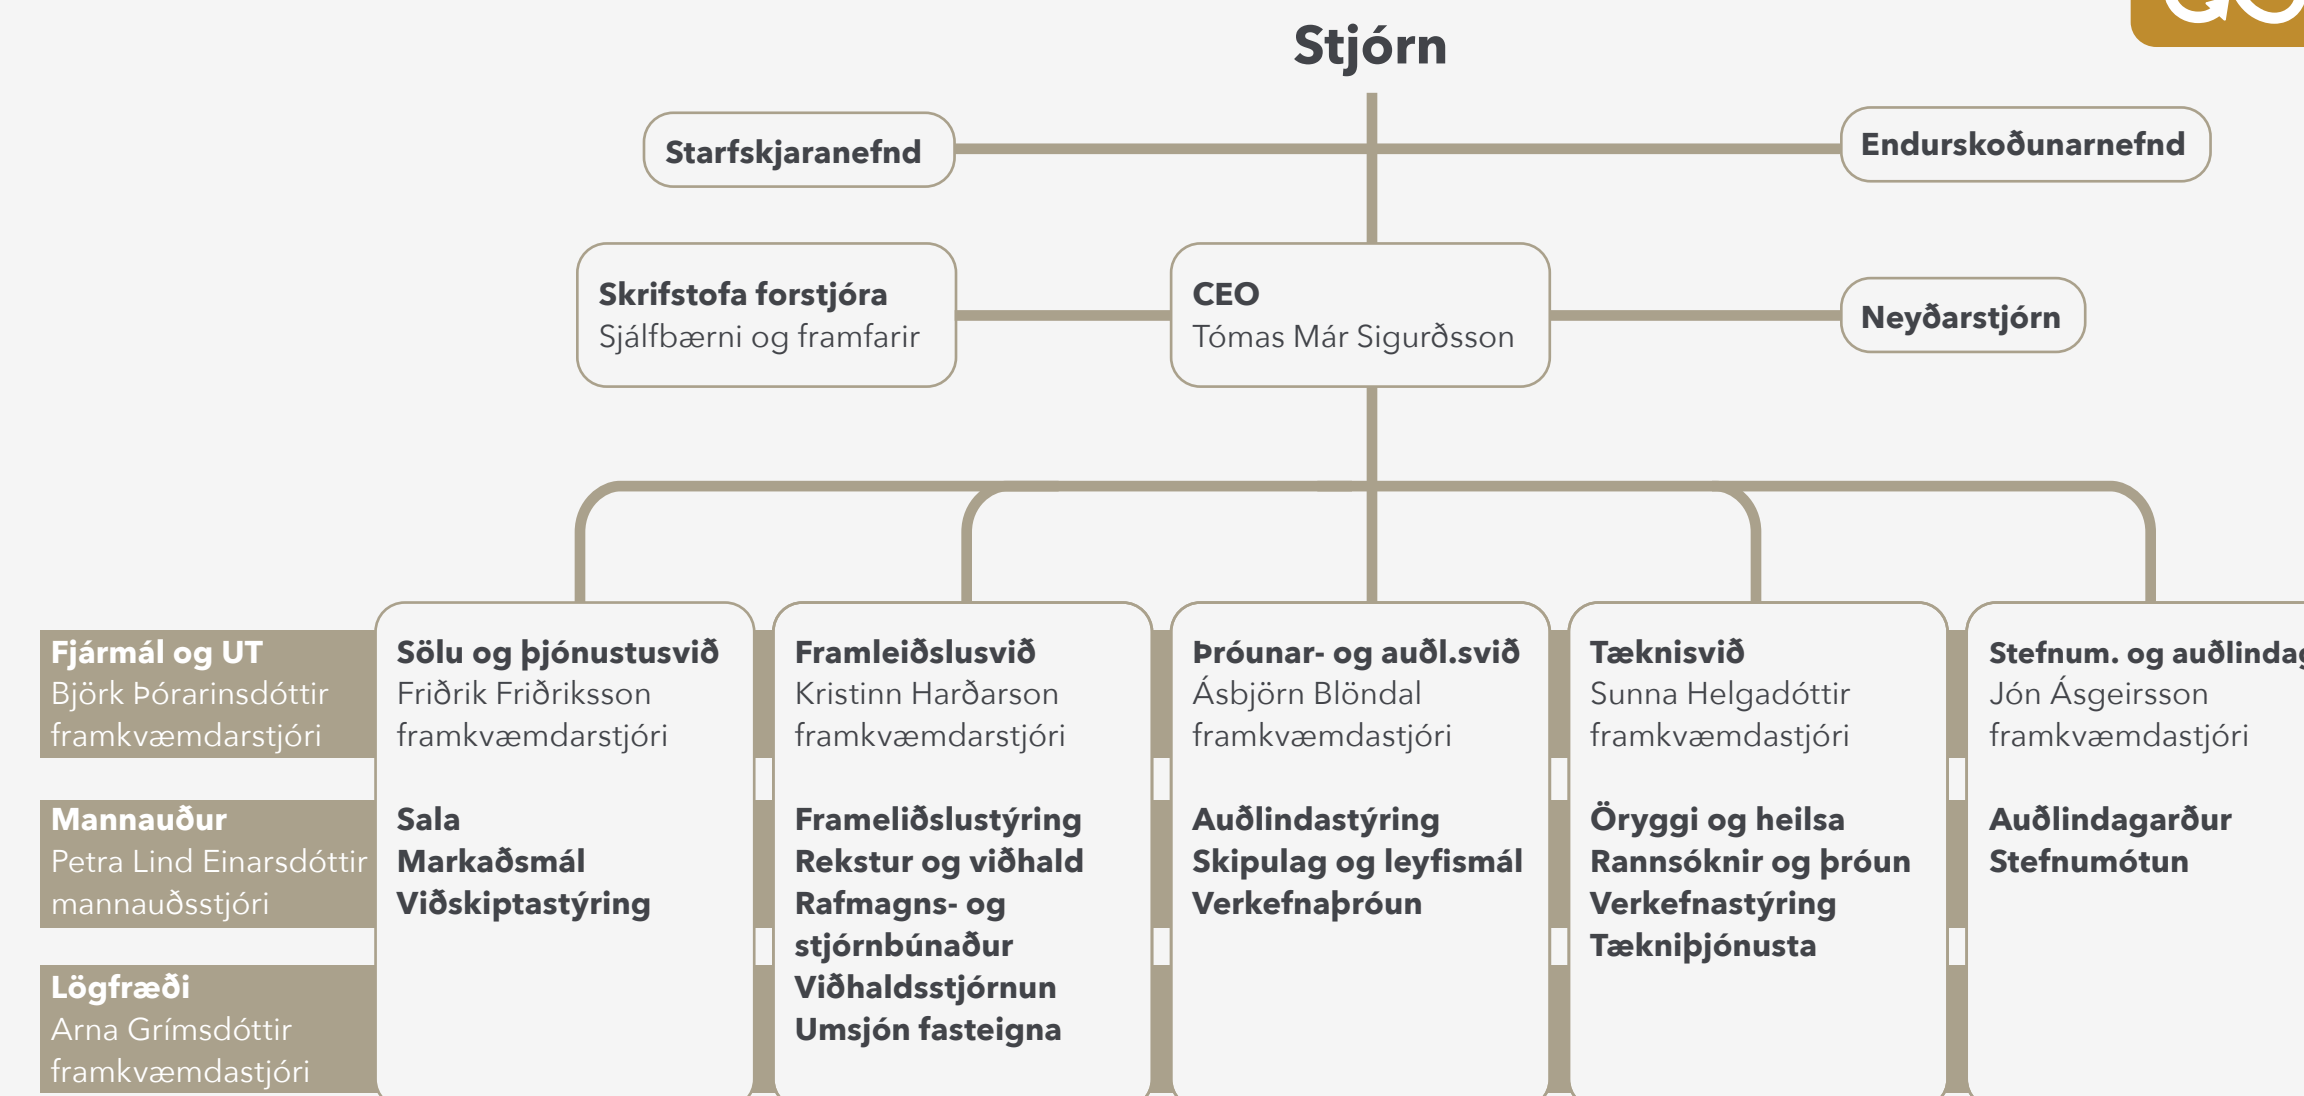 Stjórn
Starfskjaranefnd
Endurskoðunarnefnd
Skrifstofa forstjóra
Sjálfbærni og framfarir
CEO
Tómas Már Sigurðsson
Neyðarstjórn
Fjármál og UT
Björk Þórarinsdóttir
framkvæmdarstjóri
Mannauður
Petra Lind Einarsdóttir
mannauðsstjóri
Lögfræði
Arna Grímsdóttir
framkvæmdastjóri
Sölu og þjónustusvið
Friðrik Friðriksson
framkvæmdarstjóri
Sala
Markaðsmál
Viðskiptastýring
Framleiðslusvið
Kristinn Harðarson
framkvæmdarstjóri
Frameliðslustýring
Rekstur og viðhald
Rafmagns- og
stjórnbúnaður
Viðhaldsstjórnun
Umsjón fasteigna
Þróunar- og auðl.svið
Ásbjörn Blöndal
framkvæmdastjóri
Auðlindastýring
Skipulag og leyfismál
Verkefnaþróun
Tæknisvið
Sunna Helgadóttir
framkvæmdastjóri
Öryggi og heilsa
Rannsóknir og þróun
Verkefnastýring
Tækniþjónusta
Stefnum. og
Jón Ásgeirsson
framkvæmdastjóri
Auðlindagarður
Stefnumótun